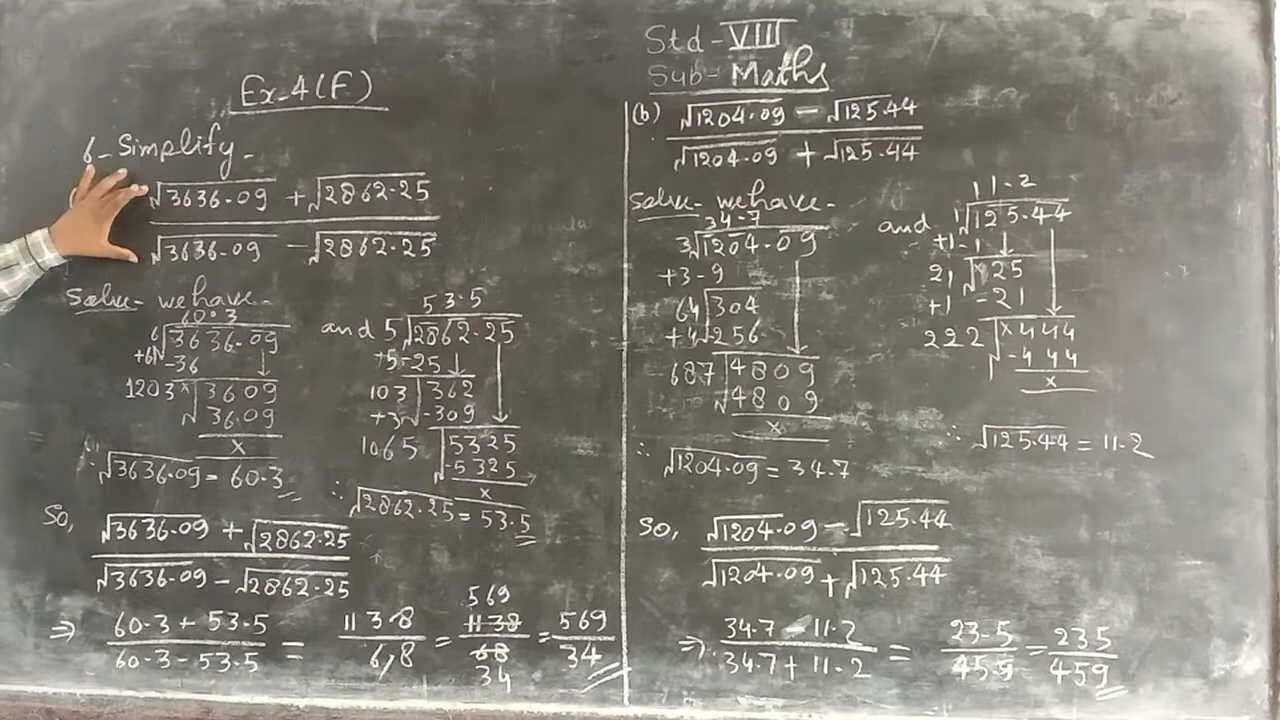 Std - VIII
Sub - Maths
Ex-4(F)
6- Simplify -
√3636.09 + √2862.25
√3636.09 - √2862.25
Solve- we have -
60.3
6√3636.09
+6 -36
1203 x 3609
3609
x
∴ √3636.09 = 60.3
53.5
and 5√2862.25
+5 -25
103 362
+3 -309
1065 5325
-5325
x
∴ √2862.25 = 53.5
So, √3636.09 + √2862.25
√3636.09 - √2862.25
⇒ 60.3 + 53.5 / 60.3 - 53.5 = 113.8 / 6.8 = 1138 / 68 = 569 / 34
569
34
(b) √1204.09 - √125.44
√1204.09 + √125.44
Solve- we have -
34.7
3√1204.09
+3 -9
64 304
+4 -256
687 4809
4809
x
∴ √1204.09 = 34.7
11.2
and 1√125.44
+1 -1
21 x25
+1 -21
222 x444
-444
x
∴ √125.44 = 11.2
So, √1204.09 - √125.44
√1204.09 + √125.44
⇒ 34.7 - 11.2 / 34.7 + 11.2 = 23.5 / 45.9 = 235 / 459